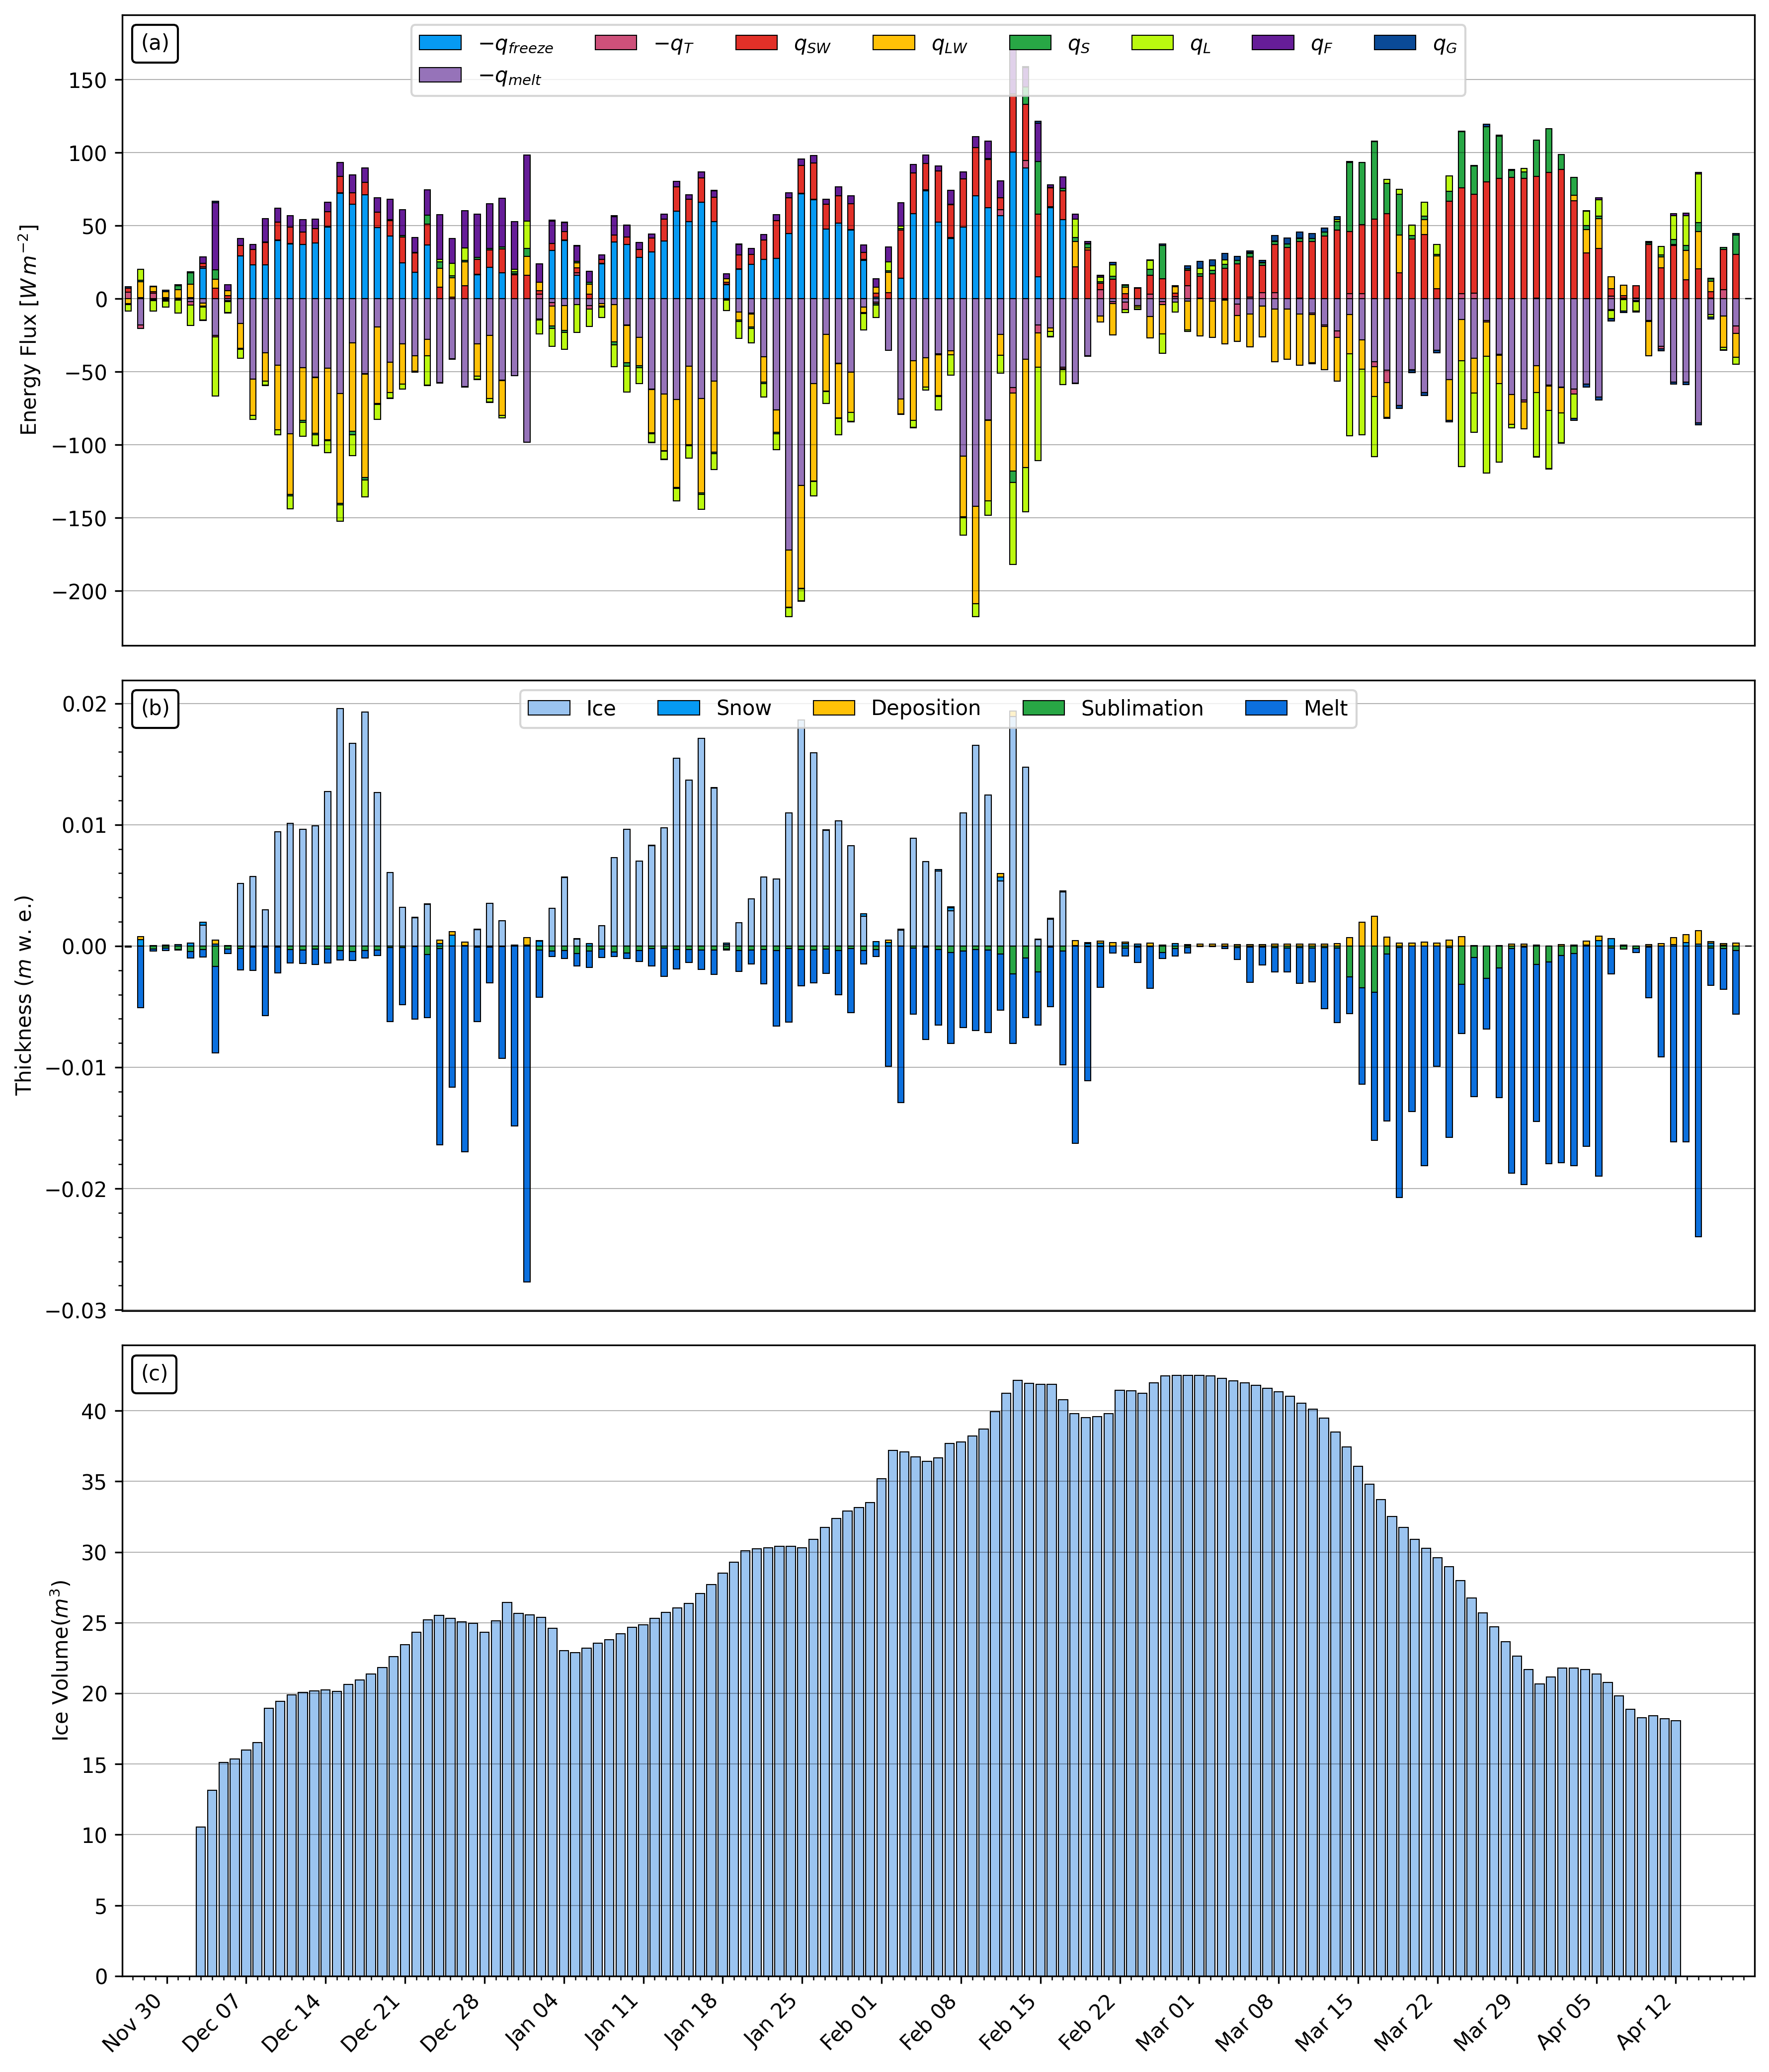 (a)
−q_freeze −q_T q_SW q_LW q_S q_L q_F q_G
−q_melt
Energy Flux [W m⁻²]
150
100
50
0
−50
−100
−150
−200
(b)
Ice Snow Deposition Sublimation Melt
Thickness (m w. e.)
0.02
0.01
0.00
−0.01
−0.02
−0.03
(c)
Ice Volume(m³)
40
35
30
25
20
15
10
5
0
Nov 30 Dec 07 Dec 14 Dec 21 Dec 28 Jan 04 Jan 11 Jan 18 Jan 25 Feb 01 Feb 08 Feb 15 Feb 22 Mar 01 Mar 08 Mar 15 Mar 22 Mar 29 Apr 05 Apr 12